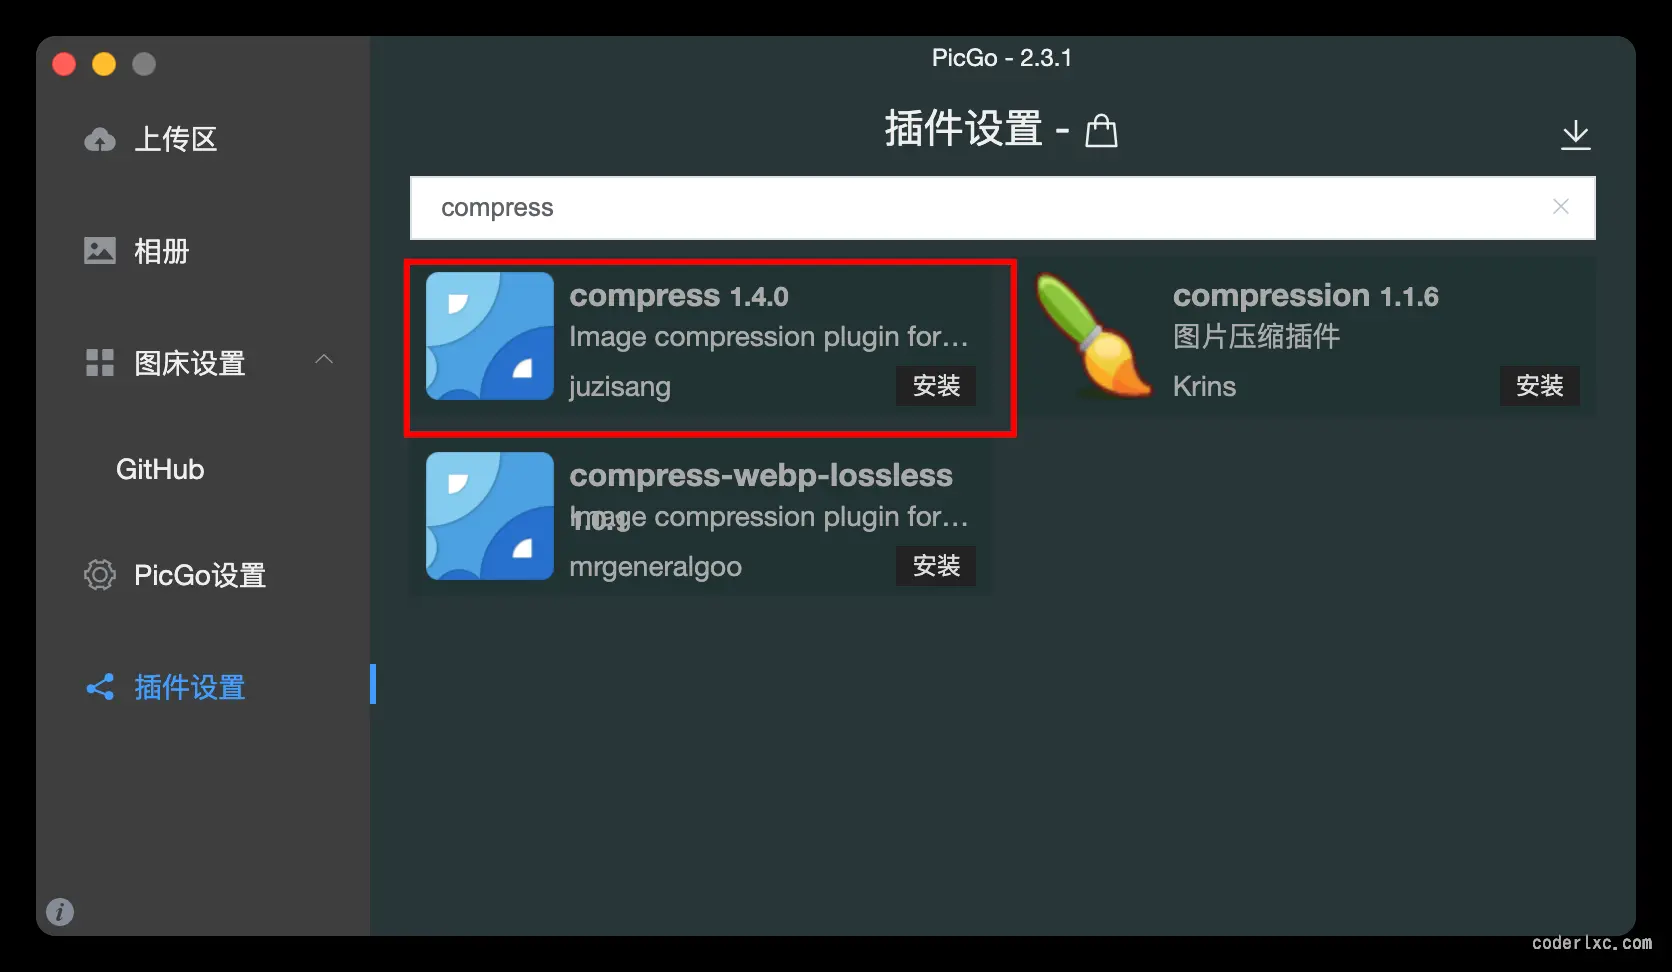 PicGo - 2.3.1
插件设置 -
上传区
相册
图床设置
GitHub
PicGo设置
插件设置
compress
compress 1.4.0
Image compression plugin for...
juzisang
安装
compression 1.1.6
图片压缩插件
Krins
安装
compress-webp-lossless
1.0.1
Image compression plugin for...
mrgeneralgoo
安装
i
coderlxc.com